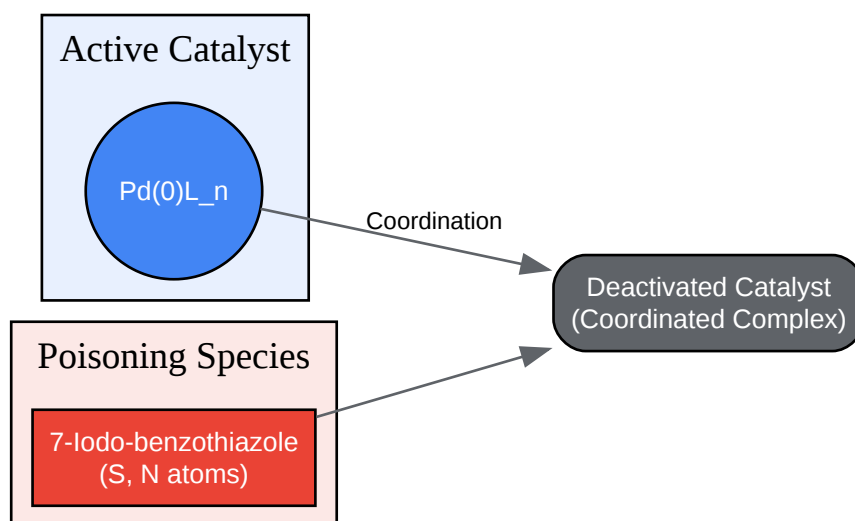 Active Catalyst
Pd(0)L_n
Coordination
Deactivated Catalyst
(Coordinated Complex)
Poisoning Species
7-Iodo-benzothiazole
(S, N atoms)